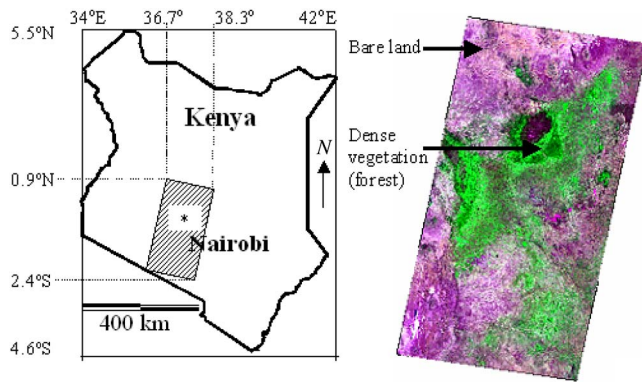 34°E 36.7° 38.3° 42°E
5.5°N
Kenya
N
0.9°N
*
Nairobi
2.4°S
400 km
4.6°S
Bare land
Dense
vegetation
(forest)